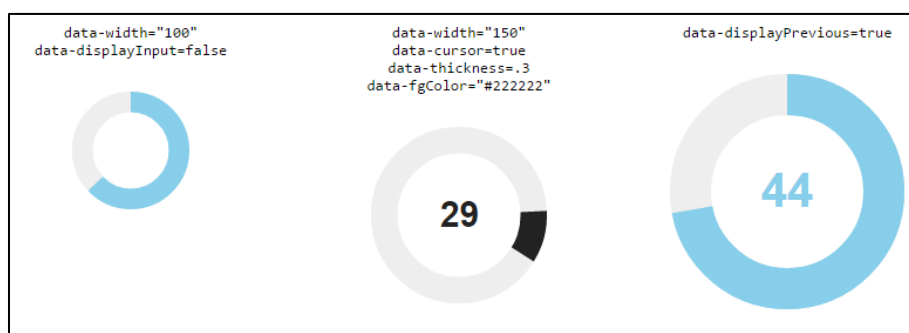 data-width="100"
data-displayInput=false
data-width="150"
data-cursor=true
data-thickness=.3
data-fgColor="#222222"
29
data-displayPrevious=true
44